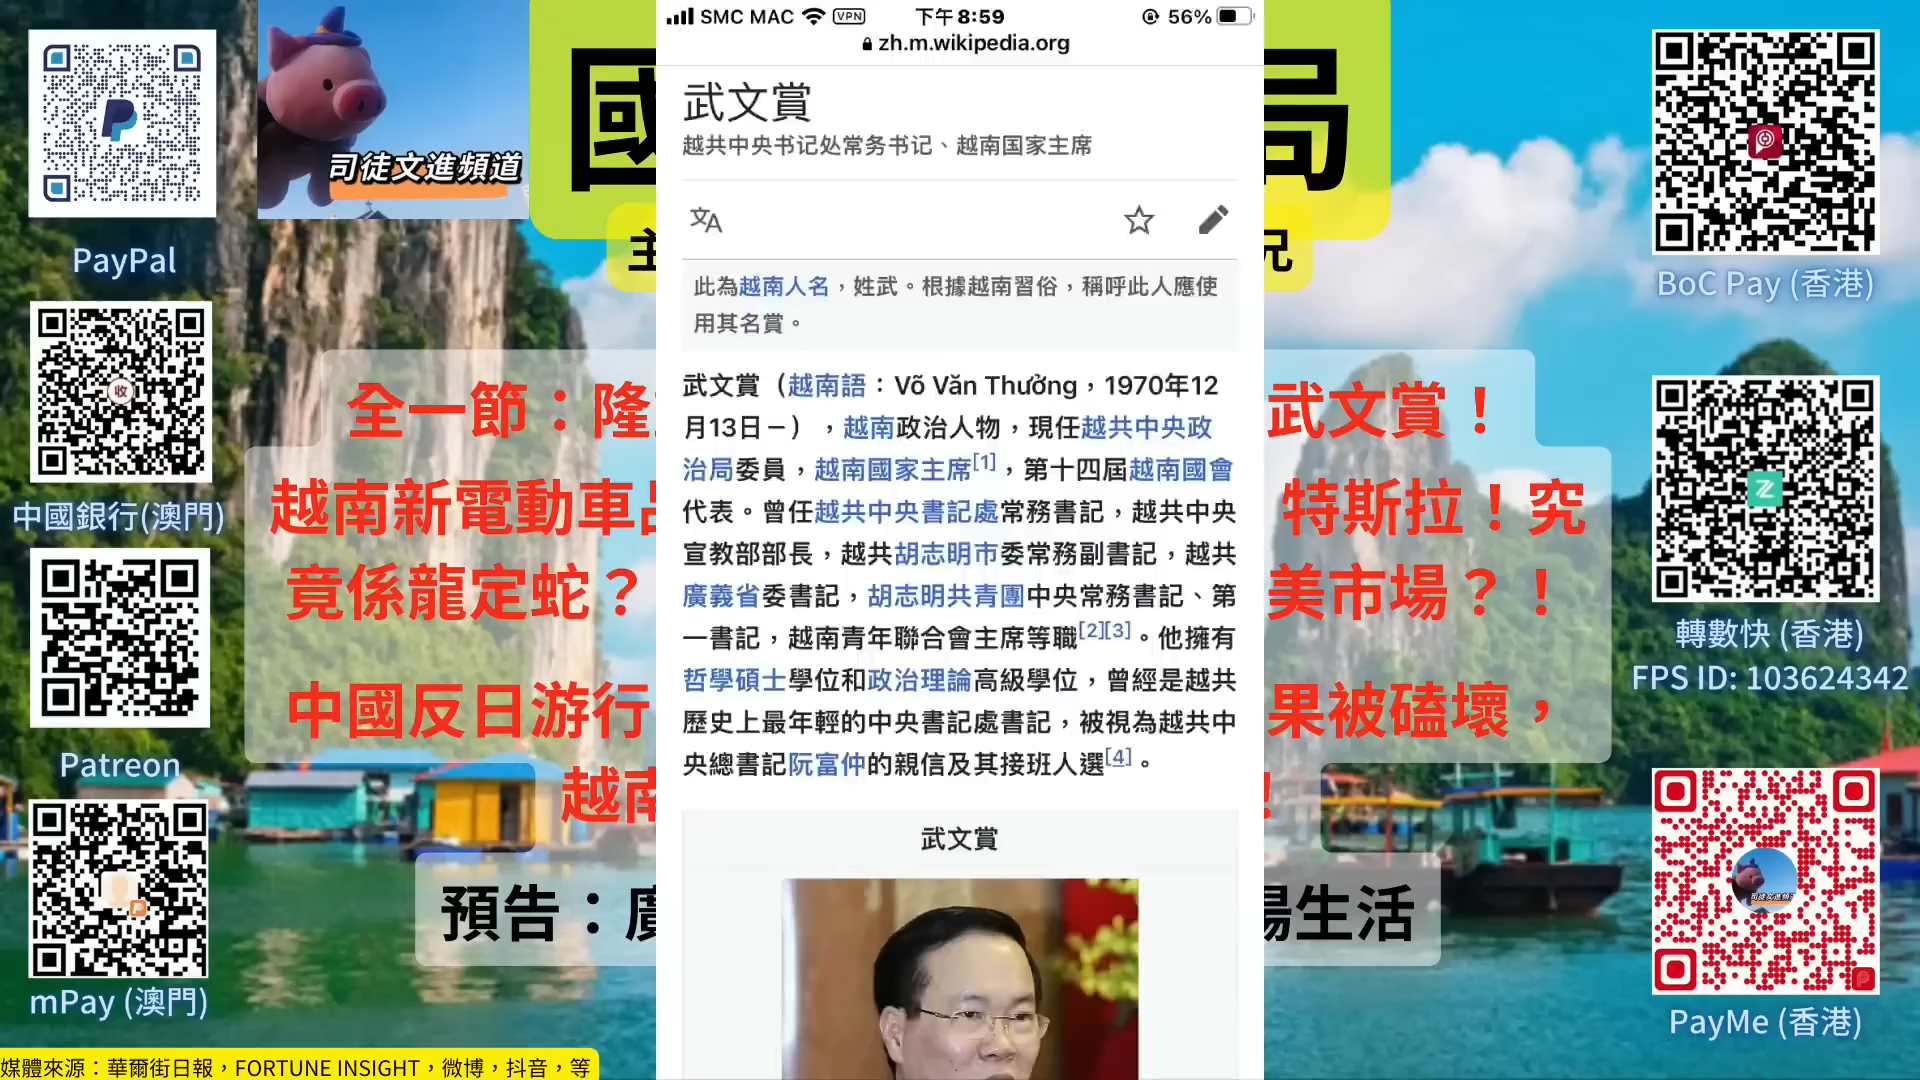 SMC MAC VPN 下午8:59 56%
zh.m.wikipedia.org
武文賞
越共中央书记处常务书记、越南国家主席
此為越南人名，姓武。根據越南習俗，稱呼此人應使
用其名賞。
武文賞（越南語：Võ Văn Thưởng，1970年12
月13日－），越南政治人物，現任越共中央政
治局委員，越南國家主席[1]，第十四屆越南國會
代表。曾任越共中央書記處常務書記，越共中央
宣教部部長，越共胡志明市委常務副書記，越共
廣義省委書記，胡志明共青團中央常務書記、第
一書記，越南青年聯合會主席等職[2][3]。他擁有
哲學碩士學位和政治理論高級學位，曾經是越共
歷史上最年輕的中央書記處書記，被視為越共中
央總書記阮富仲的親信及其接班人選[4]。
武文賞
司徒文進頻道
國
局
主
況
全一節：隆
武文賞！
越南新電動車品
特斯拉！究
竟係龍定蛇？
美市場？！
中國反日游行
果被磕壞，
越南
！
預告：廣
場生活
PayPal
中國銀行(澳門)
收
Patreon
mPay (澳門)
BoC Pay (香港)
轉數快 (香港)
FPS ID: 103624342
PayMe (香港)
媒體來源：華爾街日報，FORTUNE INSIGHT，微博，抖音，等